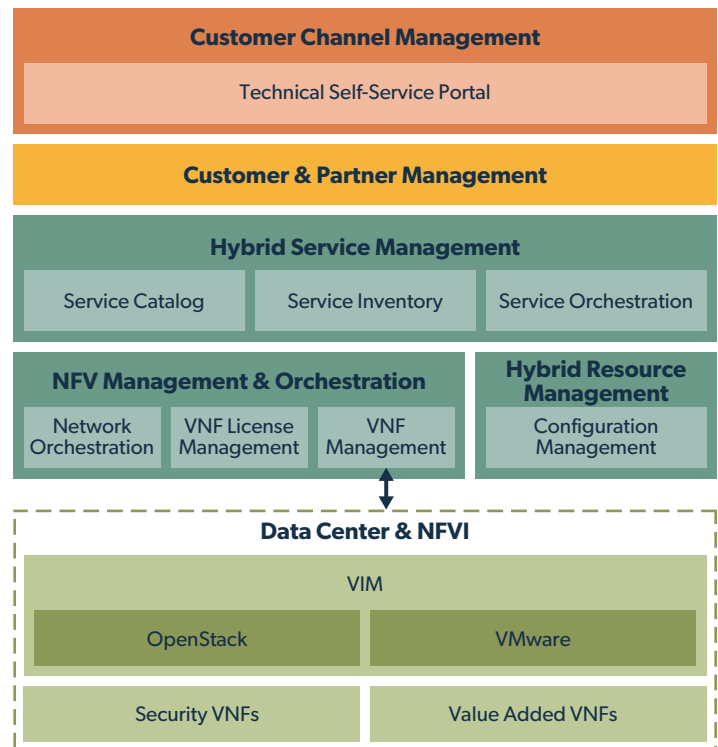 Customer Channel Management
Technical Self-Service Portal
Customer & Partner Management
Hybrid Service Management
Service Catalog
Service Inventory
Service Orchestration
NFV Management & Orchestration
Network
Orchestration
VNF License
Management
VNF
Management
Hybrid Resource
Management
Configuration
Management
Data Center & NFVI
VIM
OpenStack
VMware
Security VNFs
Value Added VNFs